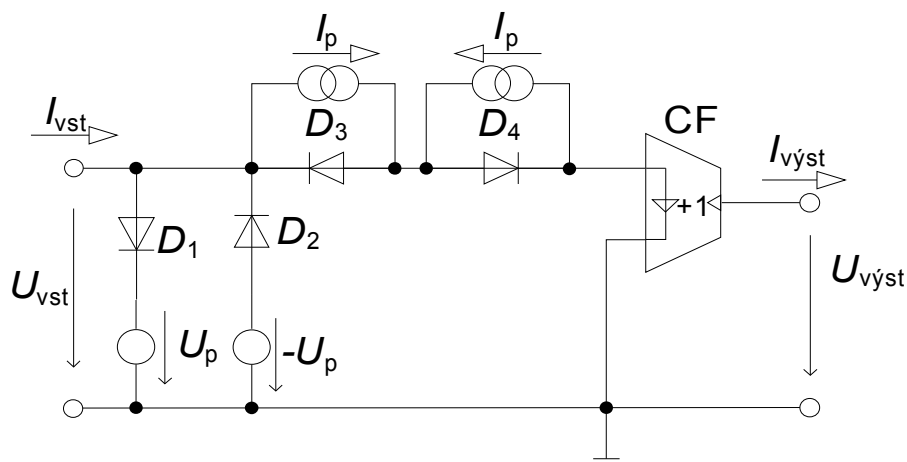 Ip
Ip
Ivst
D3
D4
CF
Ivýst
+1
D1
D2
Uvst
Up
-Up
Uvýst